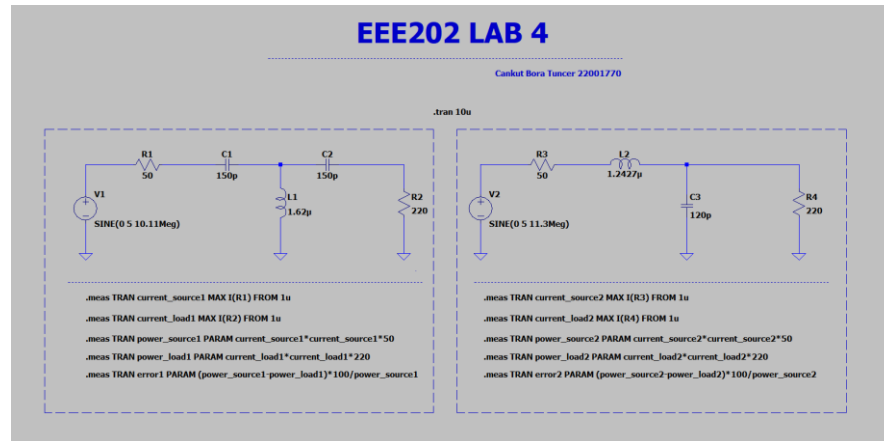 EEE202 LAB 4
Cankut Bora Tuncer 22001770
.tran 10u
R1
50
C1
150p
C2
150p
V1
SINE(0 5 10.11Meg)
L1
1.62µ
R2
220
.meas TRAN current_source1 MAX I(R1) FROM 1u
.meas TRAN current_load1 MAX I(R2) FROM 1u
.meas TRAN power_source1 PARAM current_source1*current_source1*50
.meas TRAN power_load1 PARAM current_load1*current_load1*220
.meas TRAN error1 PARAM (power_source1-power_load1)*100/power_source1
R3
50
L2
1.2427µ
V2
SINE(0 5 11.3Meg)
C3
120p
R4
220
.meas TRAN current_source2 MAX I(R3) FROM 1u
.meas TRAN current_load2 MAX I(R4) FROM 1u
.meas TRAN power_source2 PARAM current_source2*current_source2*50
.meas TRAN power_load2 PARAM current_load2*current_load2*220
.meas TRAN error2 PARAM (power_source2-power_load2)*100/power_source2